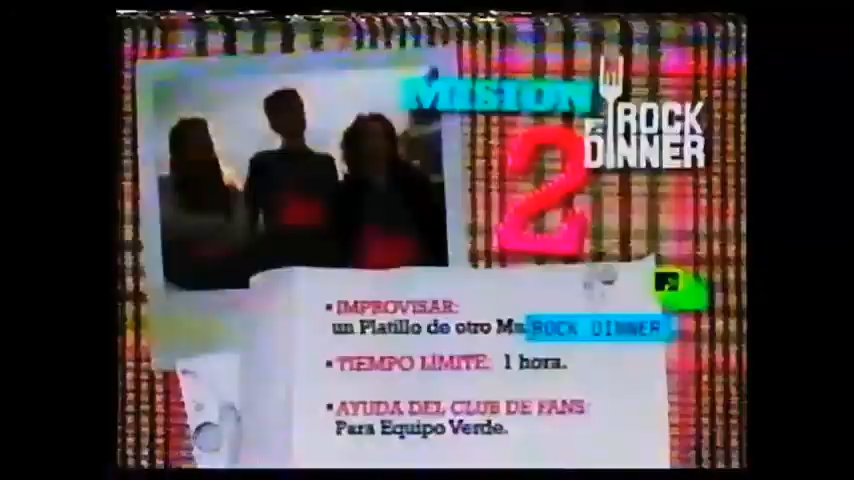 MISION
2
ROCK
DINNER
• IMPROVISAR:
un Platillo de otro
ROCK DINNER
• TIEMPO LÍMITE: 1 hora.
• AYUDA DEL CLUB DE FANS:
Para Equipo Verde.